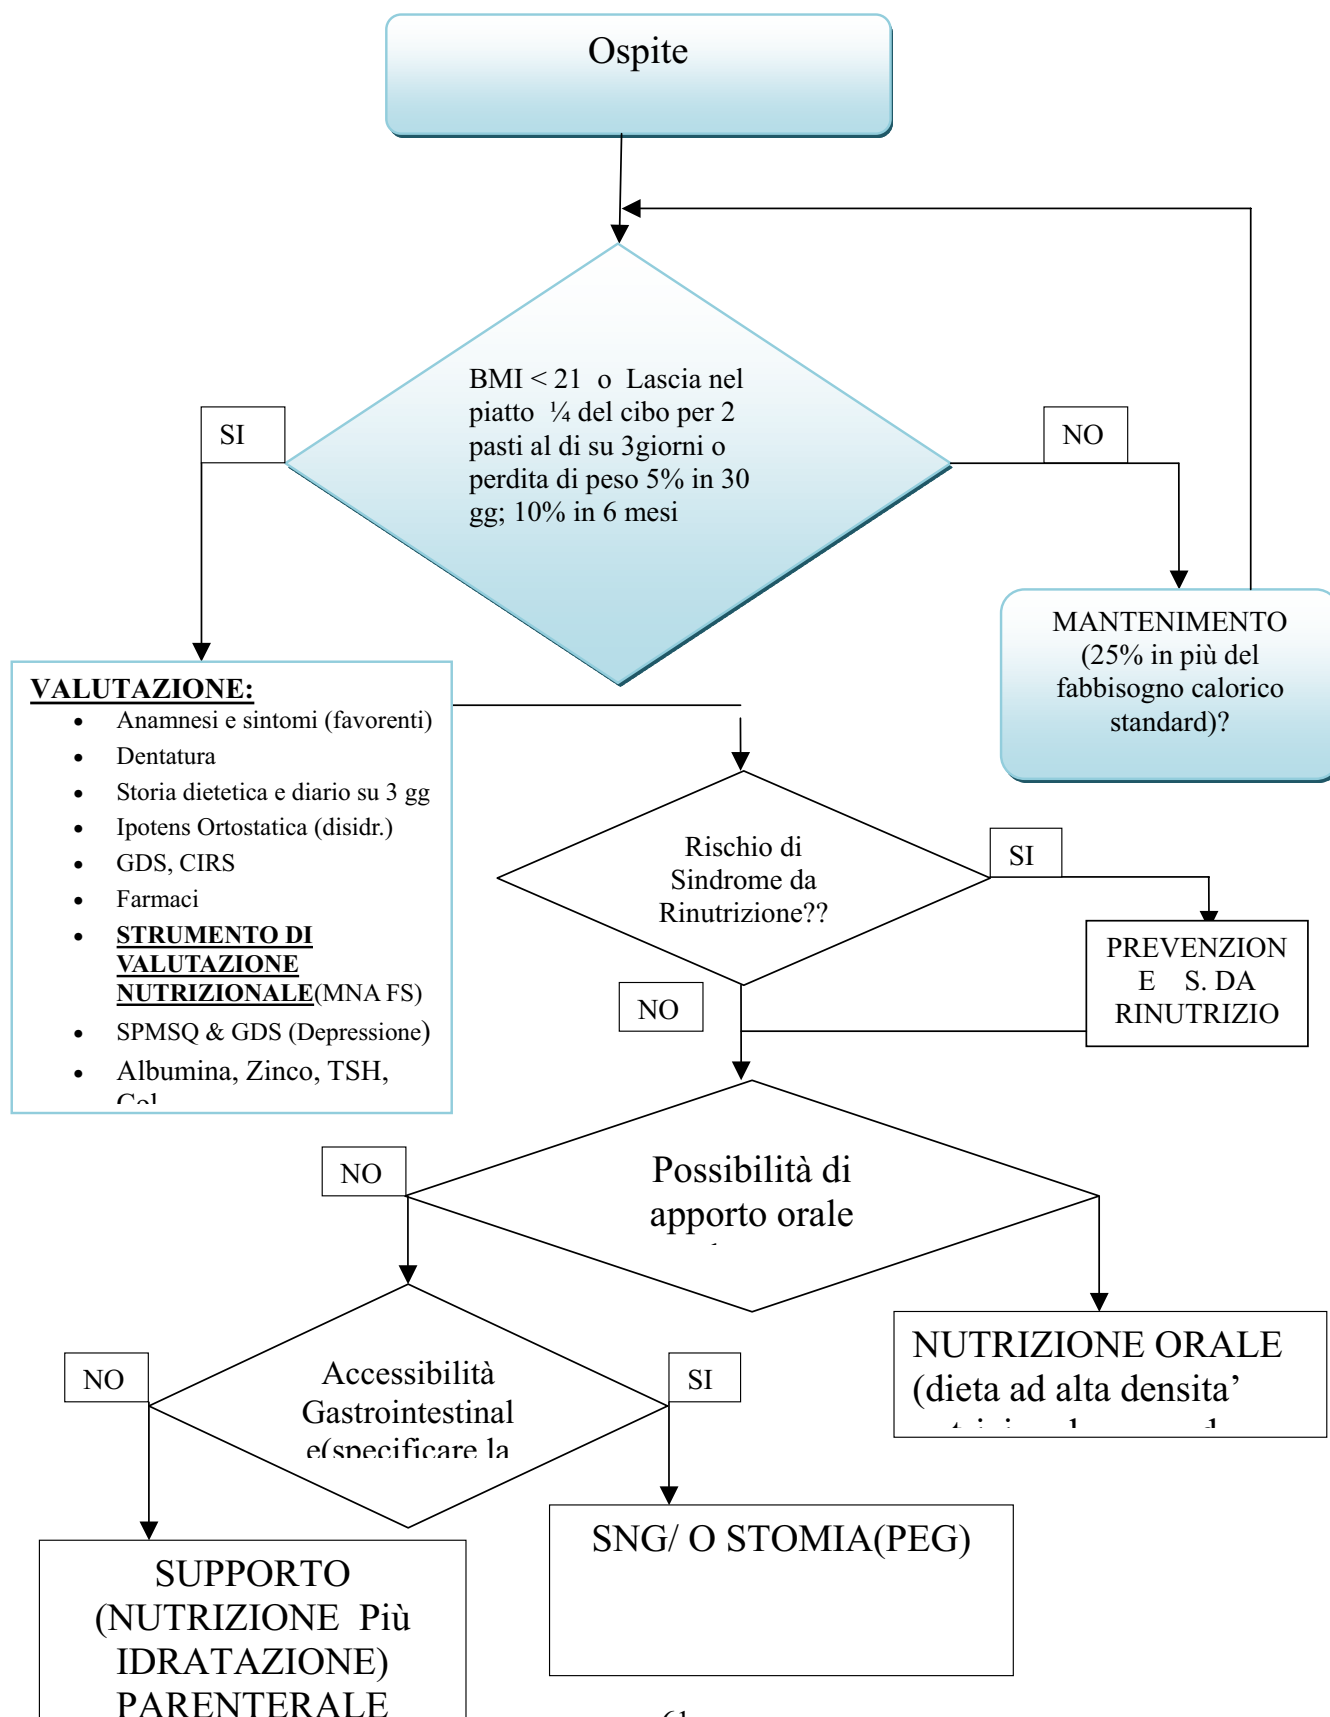 Ospite
BMI < 21 o Lascia nel
piatto ¼ del cibo per 2
pasti al di su 3giorni o
perdita di peso 5% in 30
gg; 10% in 6 mesi
SI
NO
MANTENIMENTO
(25% in più del
fabbisogno calorico
standard)?
VALUTAZIONE:
• Anamnesi e sintomi (favorenti)
• Dentatura
• Storia dietetica e diario su 3 gg
• Ipotens Ortostatica (disidr.)
• GDS, CIRS
• Farmaci
• STRUMENTO DI
VALUTAZIONE
NUTRIZIONALE(MNA FS)
• SPMSQ & GDS (Depressione)
• Albumina, Zinco, TSH,
Col
Rischio di
Sindrome da
Rinutrizione??
SI
PREVENZION
E S. DA
RINUTRIZIO
NO
Possibilità di
apporto orale
NO
NUTRIZIONE ORALE
(dieta ad alta densita’
Accessibilità
Gastrointestinal
e(specificare la
NO
SI
SNG/ O STOMIA(PEG)
SUPPORTO
(NUTRIZIONE Più
IDRATAZIONE)
PARENTERALE
61